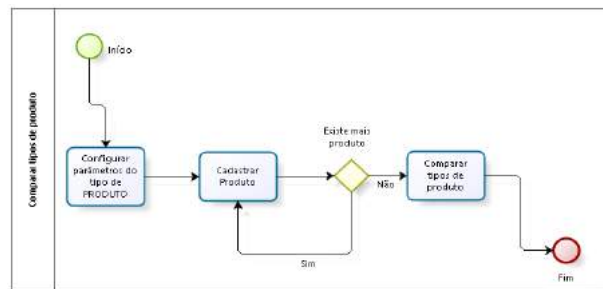 Comparar tipos de produto
Início
Configurar
parâmetros do
tipo de
PRODUTO
Cadastrar
Produto
Existe mais
produto
Não
Sim
Comparar
tipos de
produto
Fim